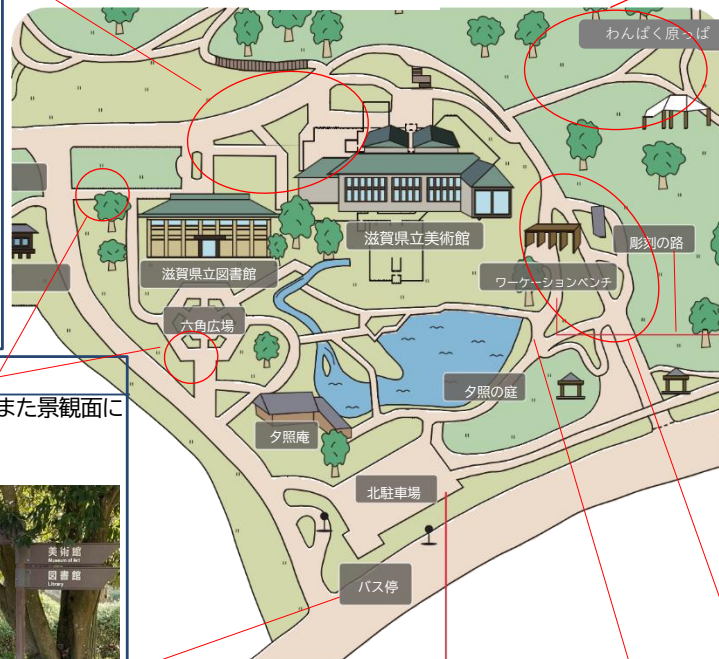 わんぱく原っぱ
滋賀県立美術館
彫刻の路
滋賀県立図書館
ワーケーションベンチ
六角広場
夕照の庭
また景観面に
夕照庵
北駐車場
美術館
Museum of Art
図書館
Library
バス停